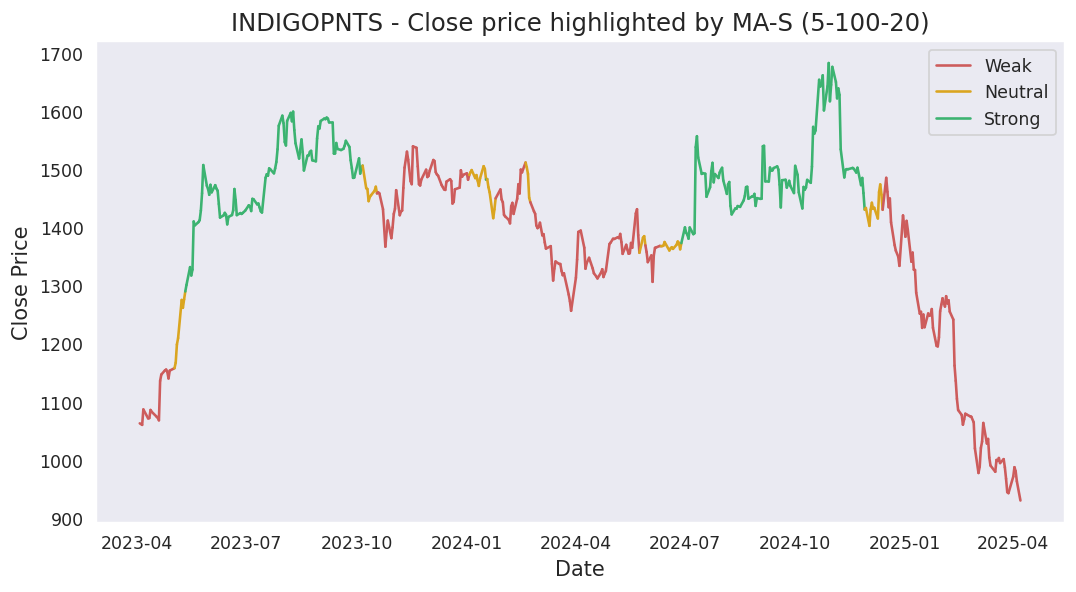 INDIGOPNTS - Close price highlighted by MA-S (5-100-20)
Weak
Neutral
Strong
Close Price
1700
1600
1500
1400
1300
1200
1100
1000
900
2023-04 2023-07 2023-10 2024-01 2024-04 2024-07 2024-10 2025-01 2025-04
Date